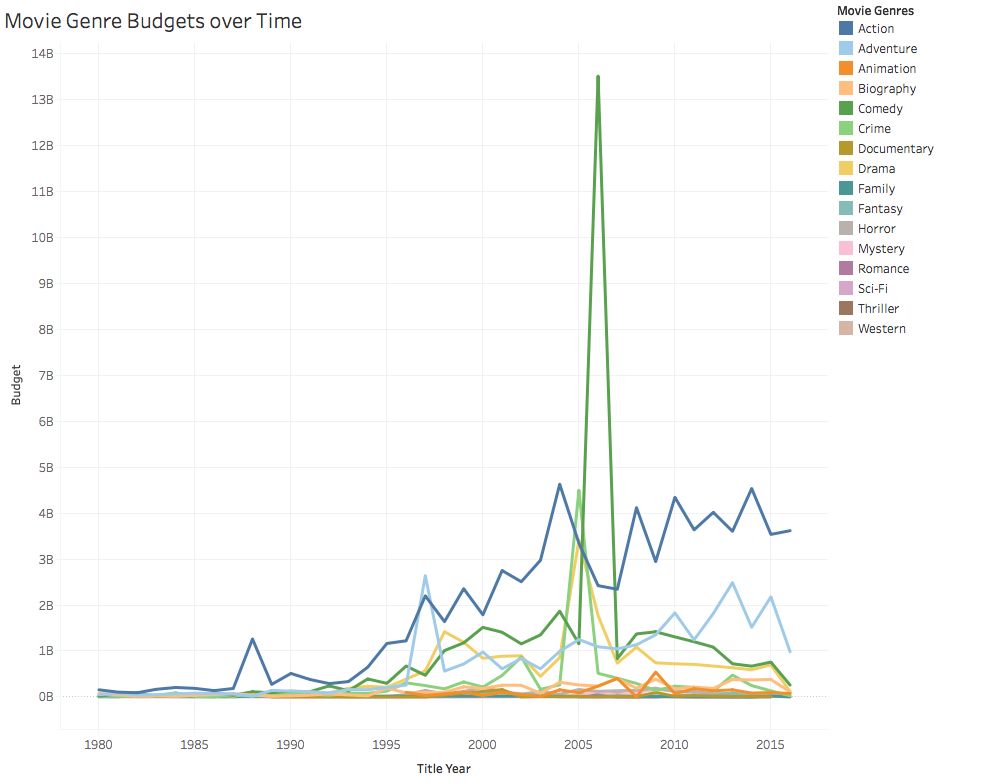 Movie Genre Budgets over Time
Movie Genres
Action
Adventure
Animation
Biography
Comedy
Crime
Documentary
Drama
Family
Fantasy
Horror
Mystery
Romance
Sci-Fi
Thriller
Western
Budget
14B
13B
12B
11B
10B
9B
8B
7B
6B
5B
4B
3B
2B
1B
0B
1980 1985 1990 1995 2000 2005 2010 2015
Title Year